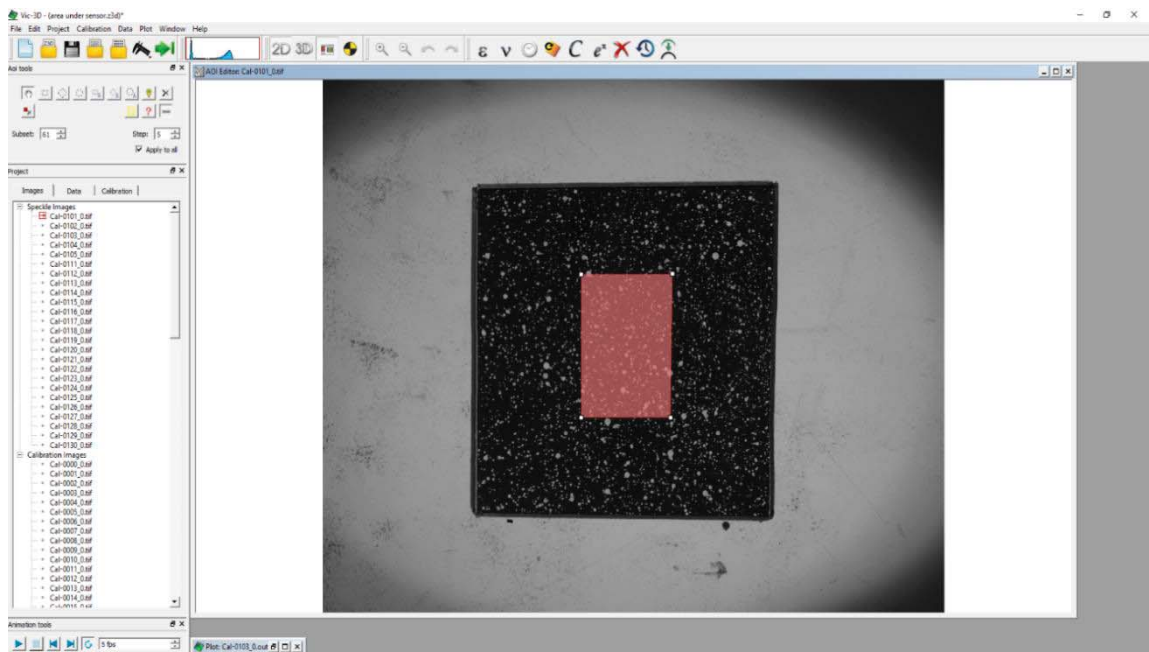 Vic-3D - (area under sensor.z3d)*
File Edit Project Calibration Data Plot Window Help
2D 3D ε ν C
AOI tools
AOI Editor: Cal-0101_0.tif
Subset: 61 Step: 5
Apply to all
Project
Images Data Calibration
Speckle Images
Cal-0101_0.tif
Cal-0102_0.tif
Cal-0103_0.tif
Cal-0104_0.tif
Cal-0105_0.tif
Cal-0111_0.tif
Cal-0112_0.tif
Cal-0113_0.tif
Cal-0114_0.tif
Cal-0115_0.tif
Cal-0116_0.tif
Cal-0117_0.tif
Cal-0118_0.tif
Cal-0119_0.tif
Cal-0120_0.tif
Cal-0121_0.tif
Cal-0122_0.tif
Cal-0123_0.tif
Cal-0124_0.tif
Cal-0125_0.tif
Cal-0126_0.tif
Cal-0127_0.tif
Cal-0128_0.tif
Cal-0129_0.tif
Cal-0130_0.tif
Calibration Images
Cal-0000_0.tif
Cal-0001_0.tif
Cal-0002_0.tif
Cal-0003_0.tif
Cal-0004_0.tif
Cal-0005_0.tif
Cal-0006_0.tif
Cal-0007_0.tif
Cal-0008_0.tif
Cal-0009_0.tif
Cal-0010_0.tif
Cal-0011_0.tif
Cal-0012_0.tif
Cal-0013_0.tif
Cal-0014_0.tif
Animation tools
5 fps
Plot: Cal-0103_0.out